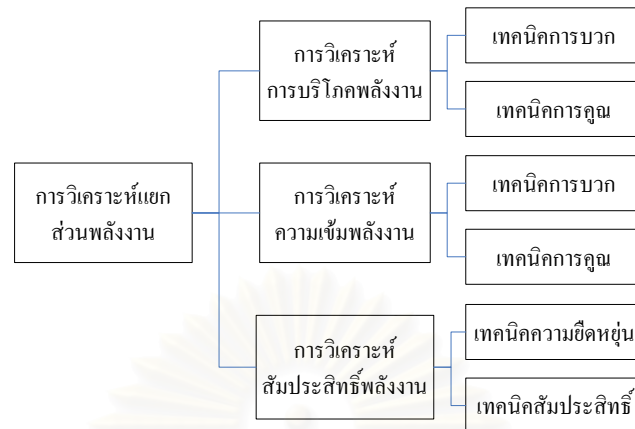 การวิเคราะห์แยก
ส่วนพลังงาน
การวิเคราะห์
การบริโภคพลังงาน
เทคนิคการบวก
เทคนิคการคูณ
การวิเคราะห์
ความเข้มพลังงาน
เทคนิคการบวก
เทคนิคการคูณ
การวิเคราะห์
สัมประสิทธิ์พลังงาน
เทคนิคความยืดหยุ่น
เทคนิคสัมประสิทธิ์